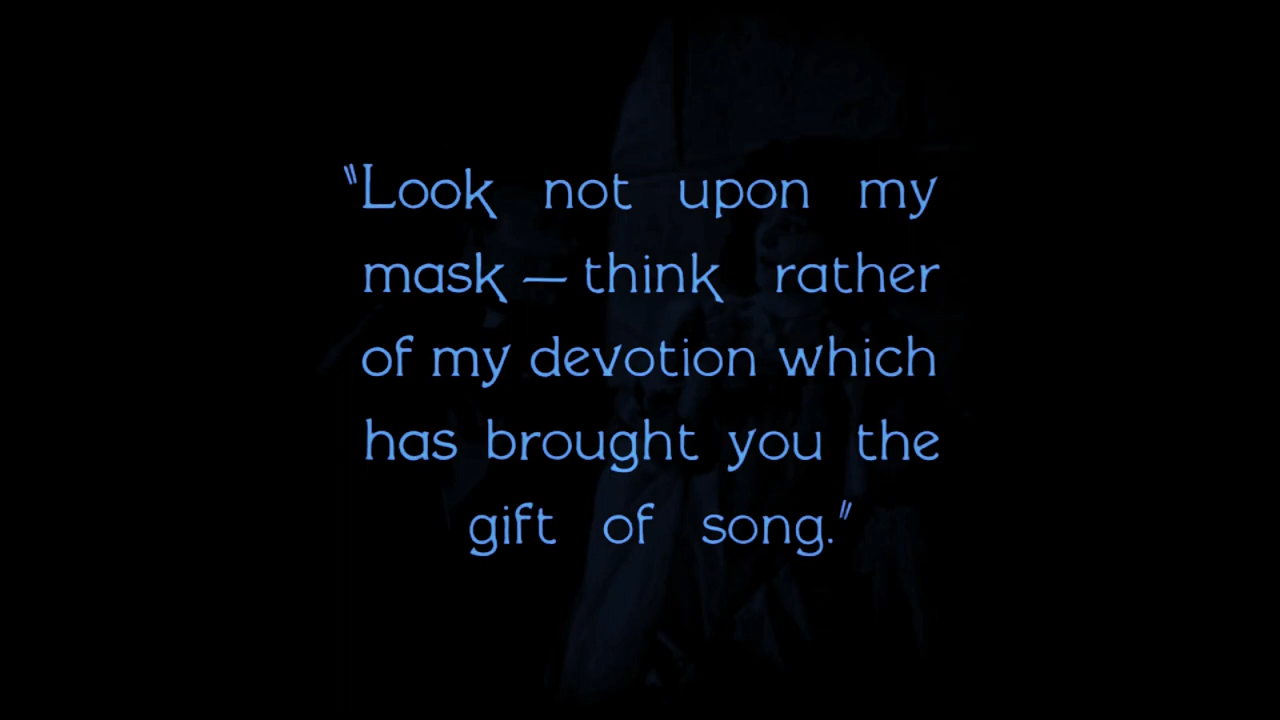 "Look not upon my
mask — think rather
of my devotion which
has brought you the
gift of song."